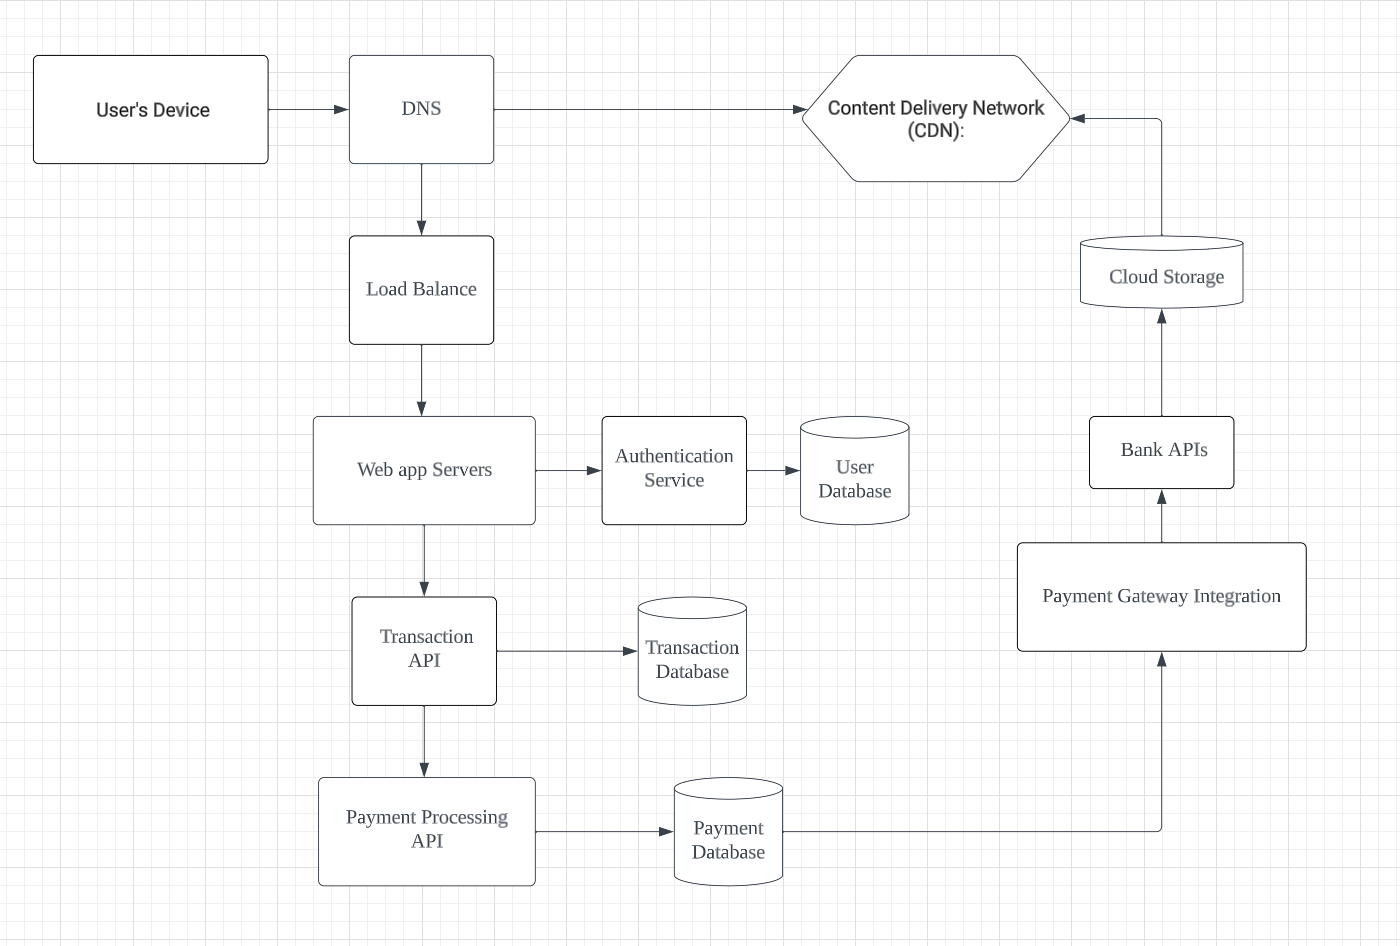 User's Device
DNS
Content Delivery Network
(CDN):
Load Balance
Cloud Storage
Web app Servers
Authentication
Service
User
Database
Bank APIs
Payment Gateway Integration
Transaction
API
Transaction
Database
Payment Processing
API
Payment
Database